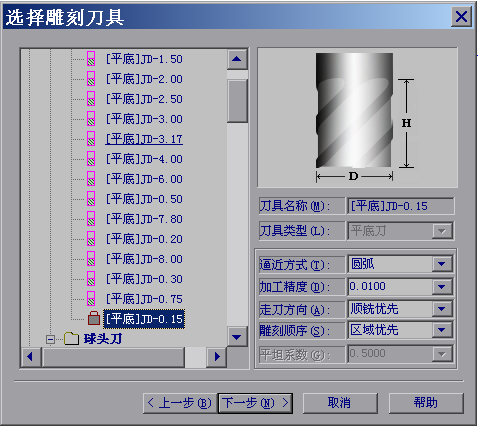 选择雕刻刀具
[平底]JD-1.50
[平底]JD-2.00
[平底]JD-2.50
[平底]JD-3.00
[平底]JD-3.17
[平底]JD-4.00
[平底]JD-6.00
[平底]JD-0.50
[平底]JD-7.80
[平底]JD-0.20
[平底]JD-8.00
[平底]JD-0.30
[平底]JD-0.75
[平底]JD-0.15
球头刀
H
D
刀具名称(M): [平底]JD-0.15
刀具类型(L): 平底刀
逼近方式(T): 圆弧
加工精度(D): 0.0100
走刀方向(A): 顺铣优先
雕刻顺序(S): 区域优先
平坦系数(G): 0.5000
< 上一步(B) 下一步(N) > 取消 帮助